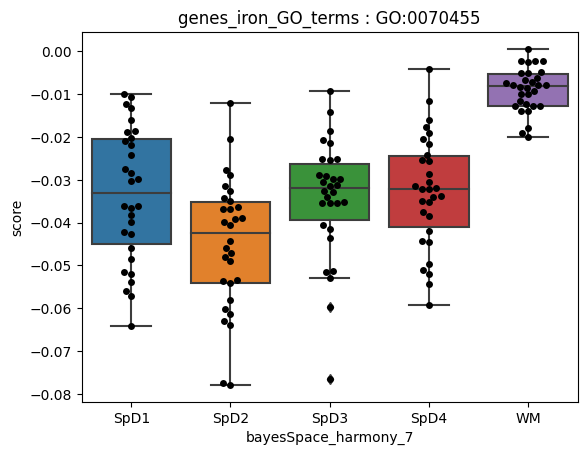 genes_iron_GO_terms : GO:0070455
0.00
−0.01
−0.02
−0.03
−0.04
−0.05
−0.06
−0.07
−0.08
score
SpD1 SpD2 SpD3 SpD4 WM
bayesSpace_harmony_7